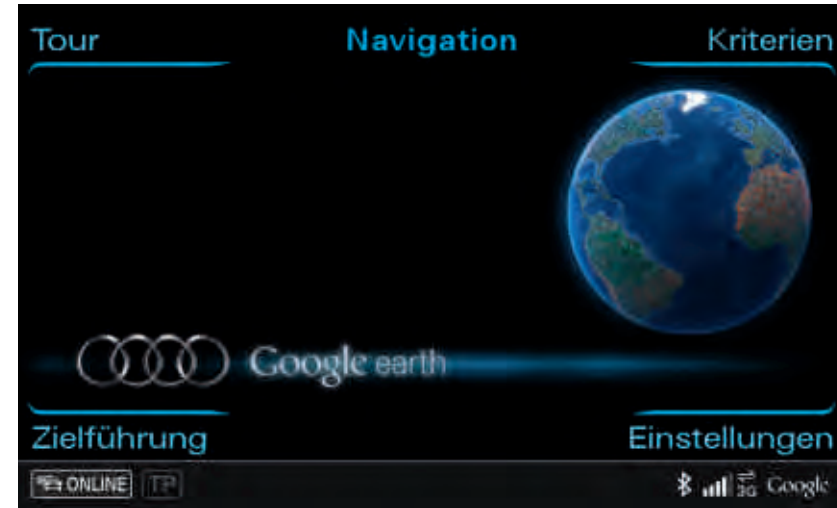 Tour Navigation Kriterien
Google earth
Zielführung Einstellungen
ONLINE TP 3G Google